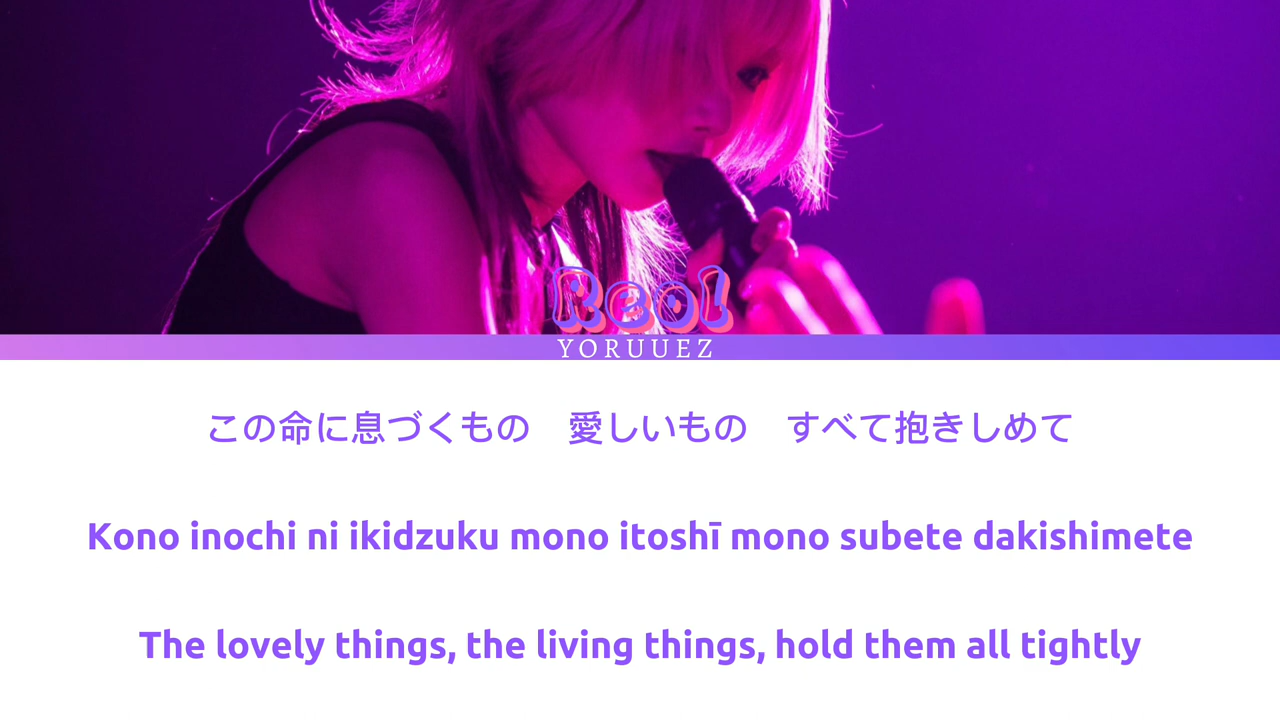 Reol
YORUUEZ
この命に息づくもの　愛しいもの　すべて抱きしめて
Kono inochi ni ikidzuku mono itoshī mono subete dakishimete
The lovely things, the living things, hold them all tightly